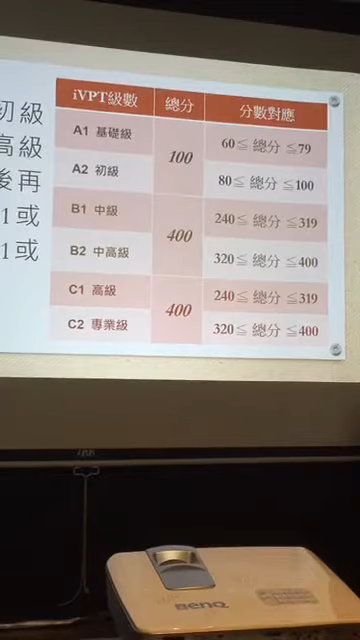 初級
高級
後再
1或
1或
iVPT級數 總分 分數對應
A1 基礎級 100 60≦ 總分 ≦79
A2 初級 80≦ 總分 ≦100
B1 中級 400 240≦ 總分 ≦319
B2 中高級 320≦ 總分 ≦400
C1 高級 400 240≦ 總分 ≦319
C2 專業級 320≦ 總分 ≦400
BenQ